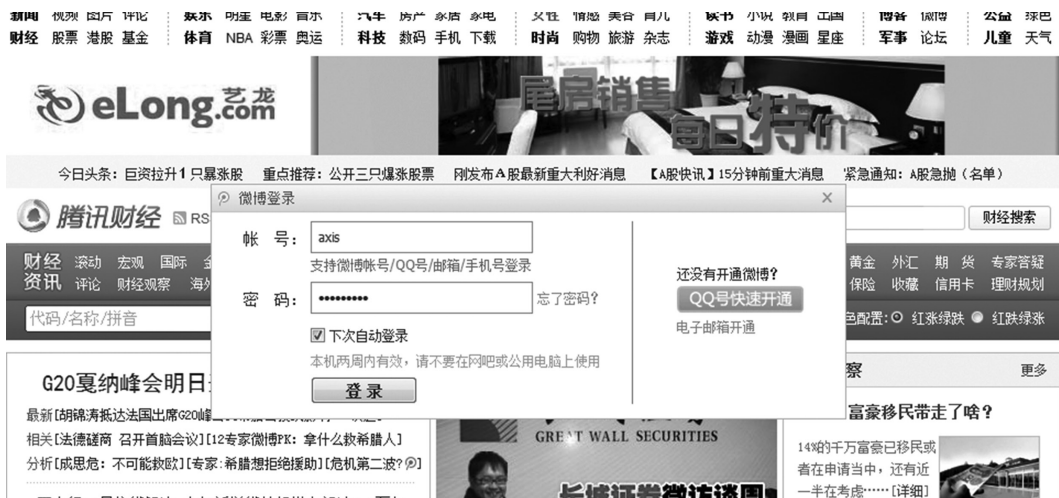 新闻 视频 图片 评论 娱乐 明星 电影 音乐 汽车 房产 家居 家电 女性 情感 美容 育儿 读书 小说 教育 出国 博客 微博 公益 绿色
财经 股票 港股 基金 体育 NBA 彩票 奥运 科技 数码 手机 下载 时尚 购物 旅游 杂志 游戏 动漫 漫画 星座 军事 论坛 儿童 天气
eLong.com 艺龙
尾房销售
每日特价
今日头条：巨资拉升1只暴涨股 重点推荐：公开三只爆涨股票 刚发布A股最新重大利好消息 【A股快讯】15分钟前重大消息 紧急通知：A股急抛（名单）
腾讯财经 RS
财经搜索
微博登录
帐 号：
axis
支持微博帐号/QQ号/邮箱/手机号登录
密 码：
忘了密码？
下次自动登录
本机两周内有效，请不要在网吧或公用电脑上使用
登 录
还没有开通微博？
QQ号快速开通
电子邮箱开通
财经 滚动 宏观 国际
资讯 评论 财经观察 海外
黄金 外汇 期 货 专家答疑
保险 收藏 信用卡 理财规划
代码/名称/拼音
色配置: 红涨绿跌 红跌绿涨
G20戛纳峰会明日
最新[胡锦涛抵达法国出席G20峰
相关[法德磋商 召开首脑会议][12专家微博PK：拿什么救希腊人]
分析[成思危：不可能救欧][专家:希腊想拒绝援助][危机第二波?]
GREAT WALL SECURITIES
长城证券微访谈周
察 更多
富豪移民带走了啥？
14%的千万富豪已移民或
者在申请当中，还有近
一半在考虑……[详细]